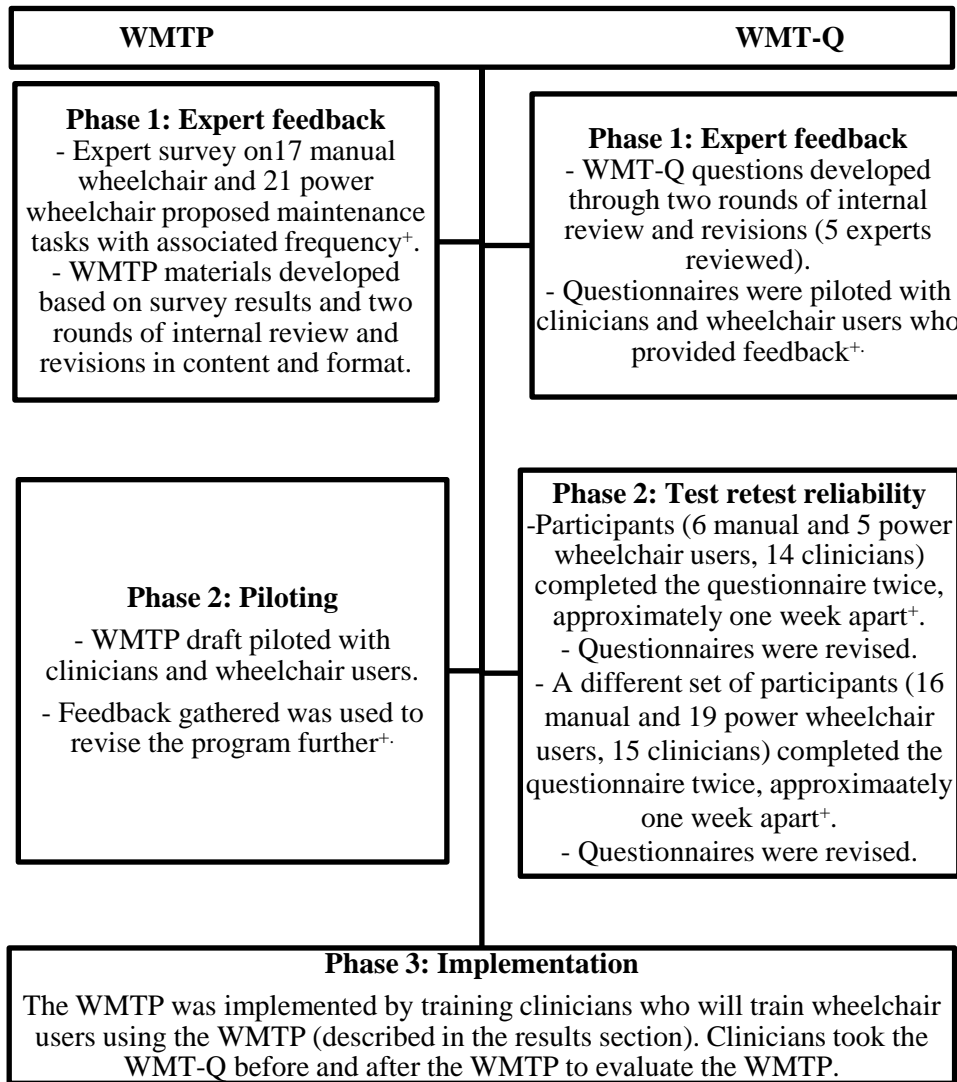 WMTP WMT-Q
Phase 1: Expert feedback
- Expert survey on17 manual
wheelchair and 21 power
wheelchair proposed maintenance
tasks with associated frequency⁺.
- WMTP materials developed
based on survey results and two
rounds of internal review and
revisions in content and format.
Phase 1: Expert feedback
- WMT-Q questions developed
through two rounds of internal
review and revisions (5 experts
reviewed).
- Questionnaires were piloted with
clinicians and wheelchair users who
provided feedback⁺.
Phase 2: Piloting
- WMTP draft piloted with
clinicians and wheelchair users.
- Feedback gathered was used to
revise the program further⁺.
Phase 2: Test retest reliability
-Participants (6 manual and 5 power
wheelchair users, 14 clinicians)
completed the questionnaire twice,
approximately one week apart⁺.
- Questionnaires were revised.
- A different set of participants (16
manual and 19 power wheelchair
users, 15 clinicians) completed the
questionnaire twice, approximaately
one week apart⁺.
- Questionnaires were revised.
Phase 3: Implementation
The WMTP was implemented by training clinicians who will train wheelchair
users using the WMTP (described in the results section). Clinicians took the
WMT-Q before and after the WMTP to evaluate the WMTP.